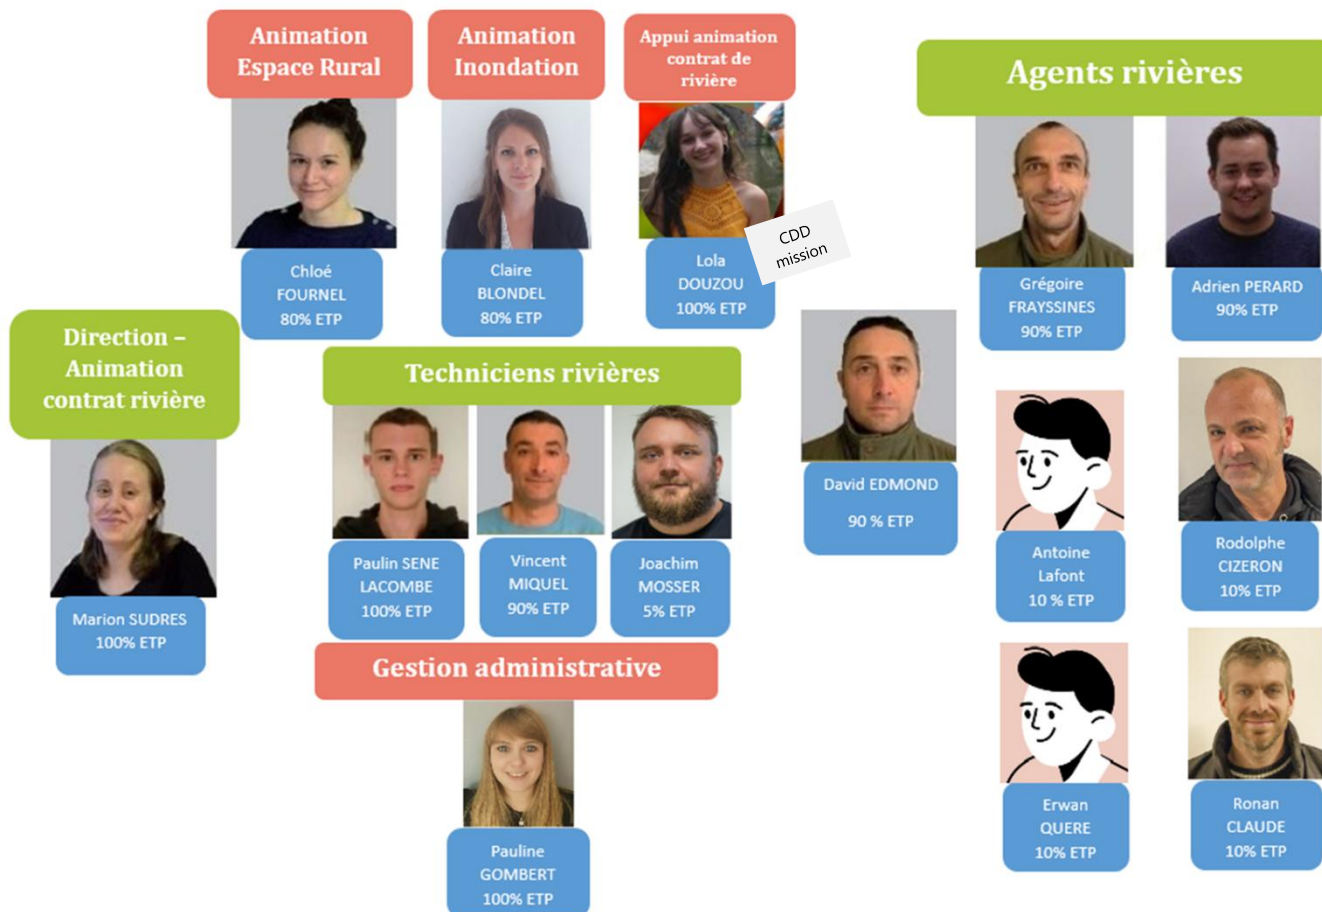 Animation
Espace Rural
Chloé
FOURNEL
80% ETP
Animation
Inondation
Claire
BLONDEL
80% ETP
Appui animation
contrat de
rivière
CDD
mission
Lola
DOUZOU
100% ETP
Agents rivières
Grégoire
FRAYSSINES
90% ETP
Adrien PERARD
90% ETP
Direction –
Animation
contrat rivière
Marion SUDRES
100% ETP
Techniciens rivières
Paulin SENE
LACOMBE
100% ETP
Vincent
MIQUEL
90% ETP
Joachim
MOSSER
5% ETP
David EDMOND
90 % ETP
Antoine
Lafont
10 % ETP
Rodolphe
CIZERON
10% ETP
Gestion administrative
Pauline
GOMBERT
100% ETP
Erwan
QUERE
10% ETP
Ronan
CLAUDE
10% ETP